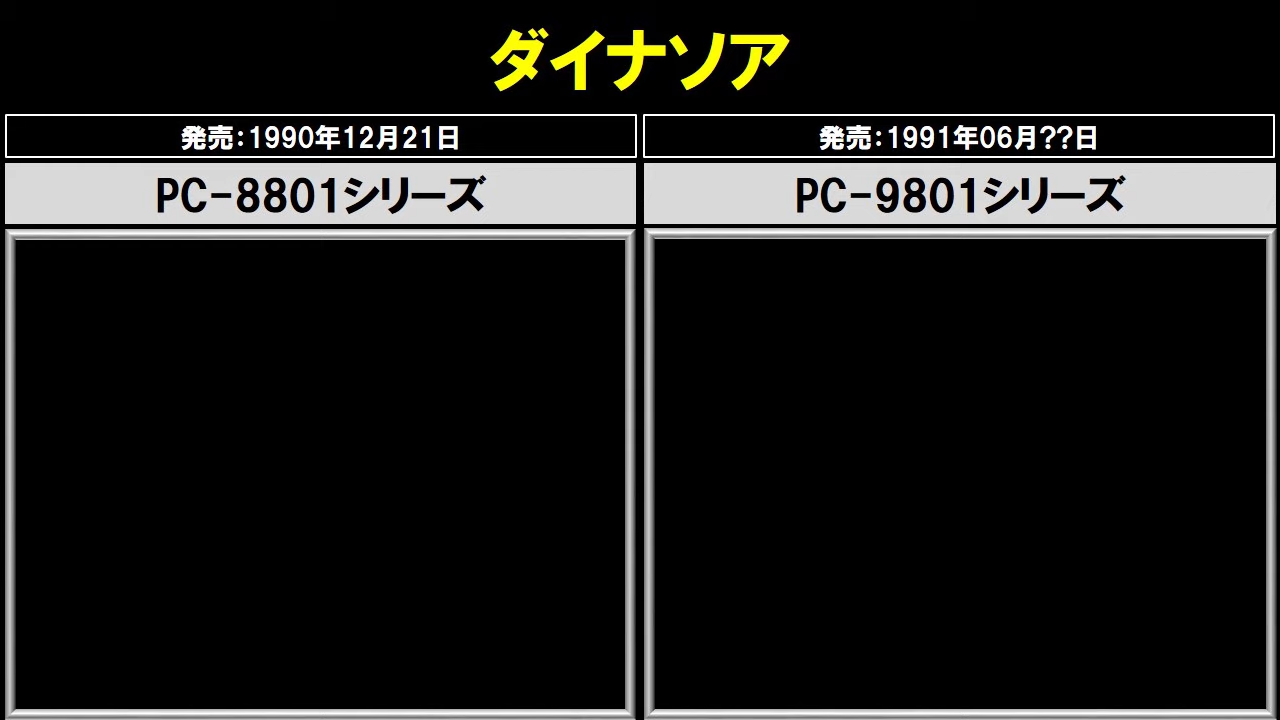 ダイナソア
発売：1990年12月21日
発売：1991年06月??日
PC-8801シリーズ
PC-9801シリーズ